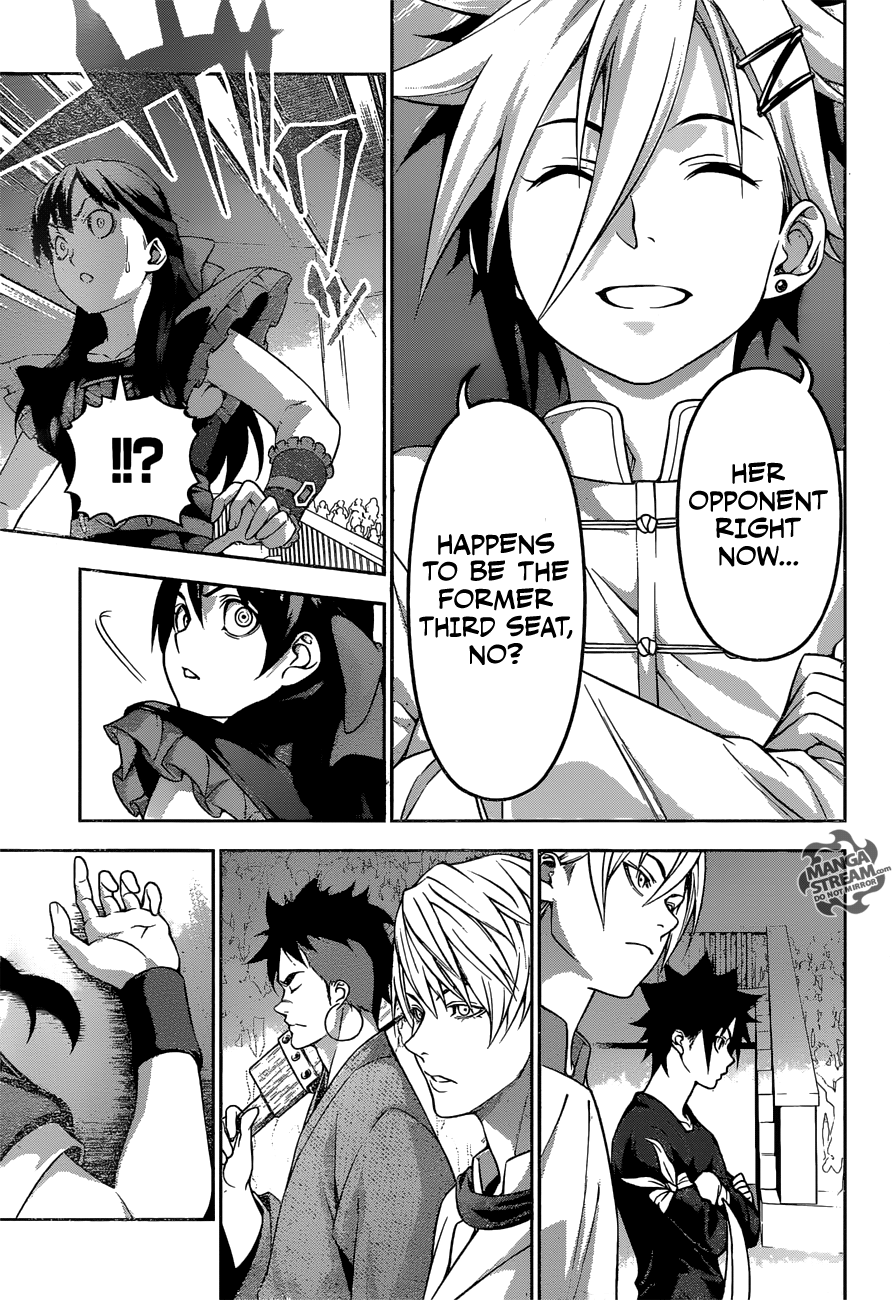 HER
OPPONENT
RIGHT
NOW...
HAPPENS
TO BE THE
FORMER
THIRD SEAT,
NO?
!!?
MANGA
STREAM.com
DO NOT MIRROR